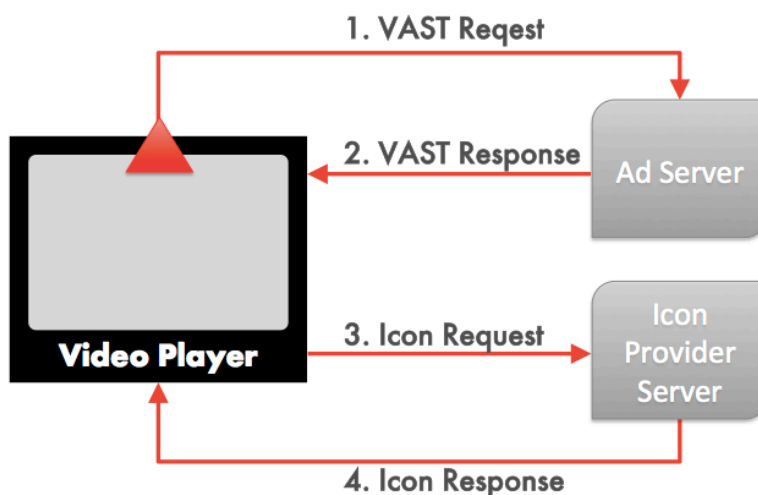 1. VAST Reqest
2. VAST Response
Ad Server
Video Player
3. Icon Request
Icon
Provider
Server
4. Icon Response